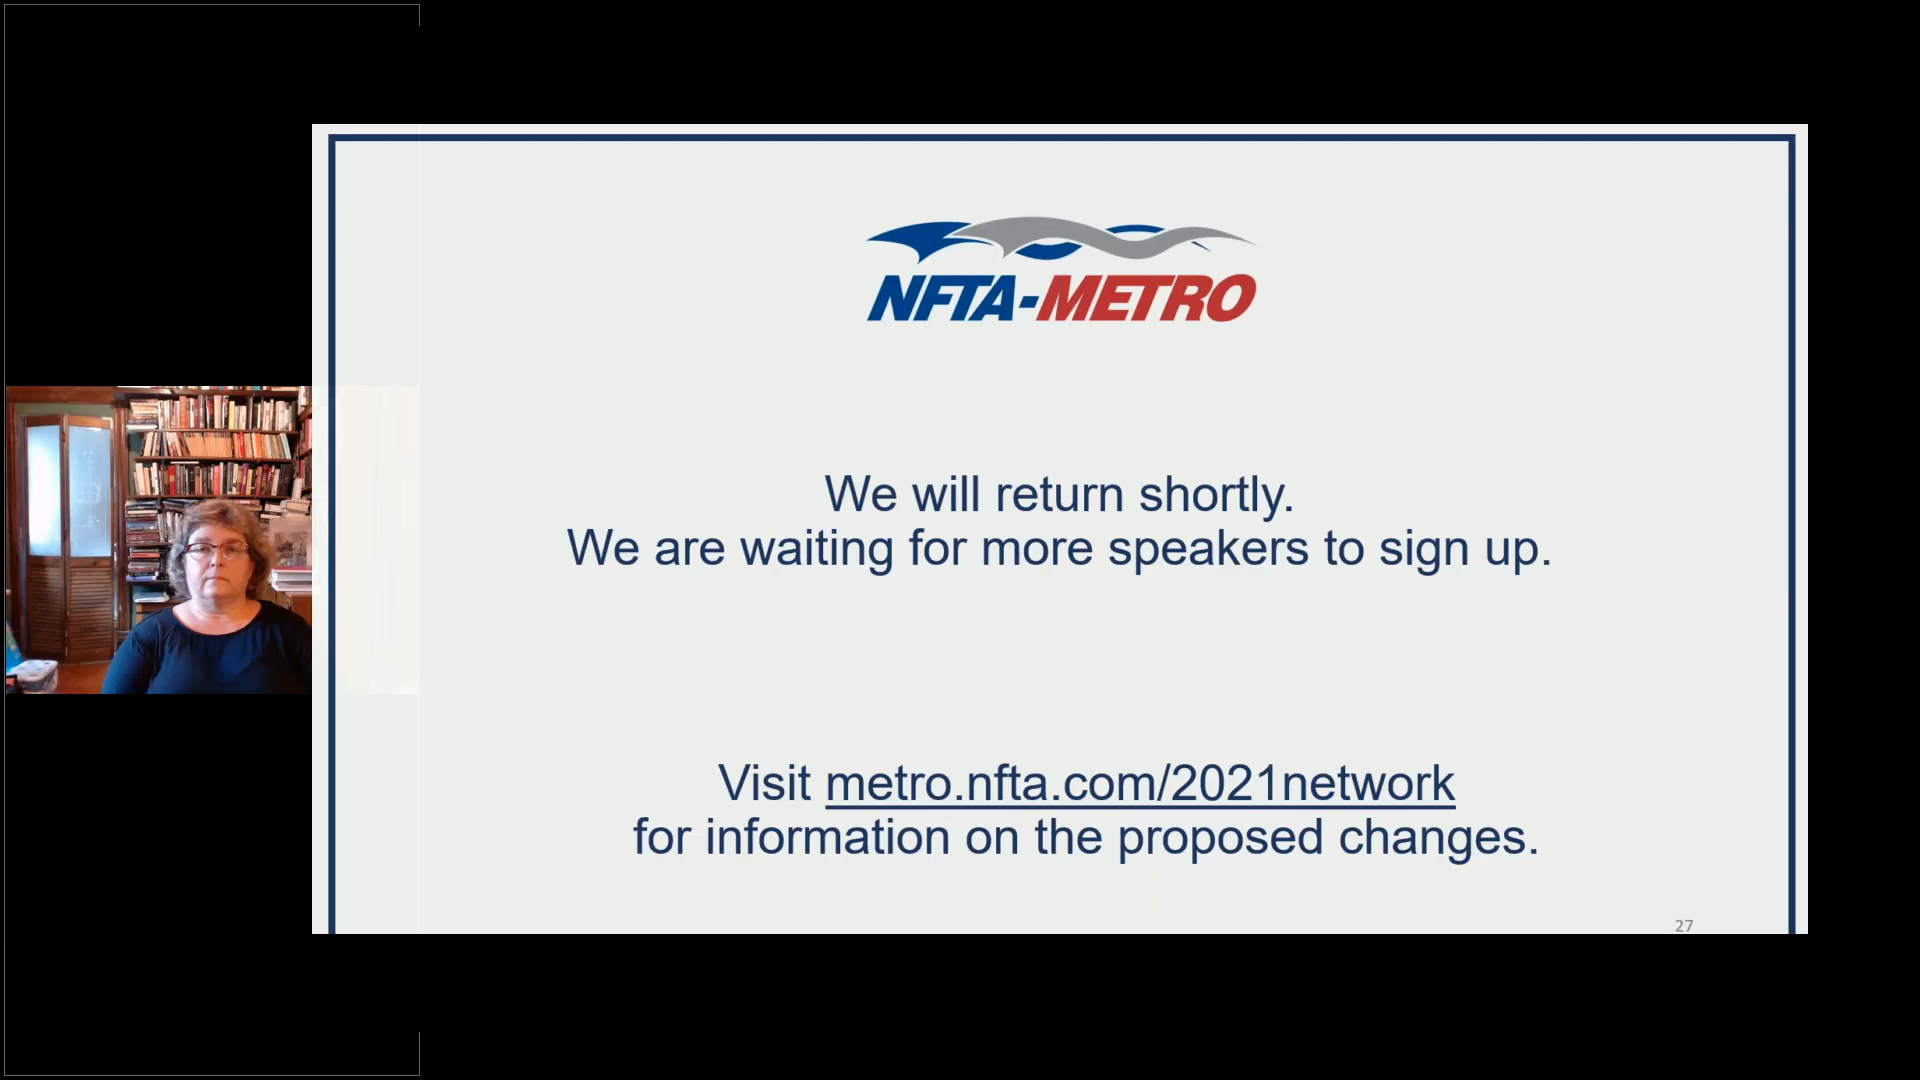 NFTA-METRO
We will return shortly.
We are waiting for more speakers to sign up.
Visit metro.nfta.com/2021network
for information on the proposed changes.
27